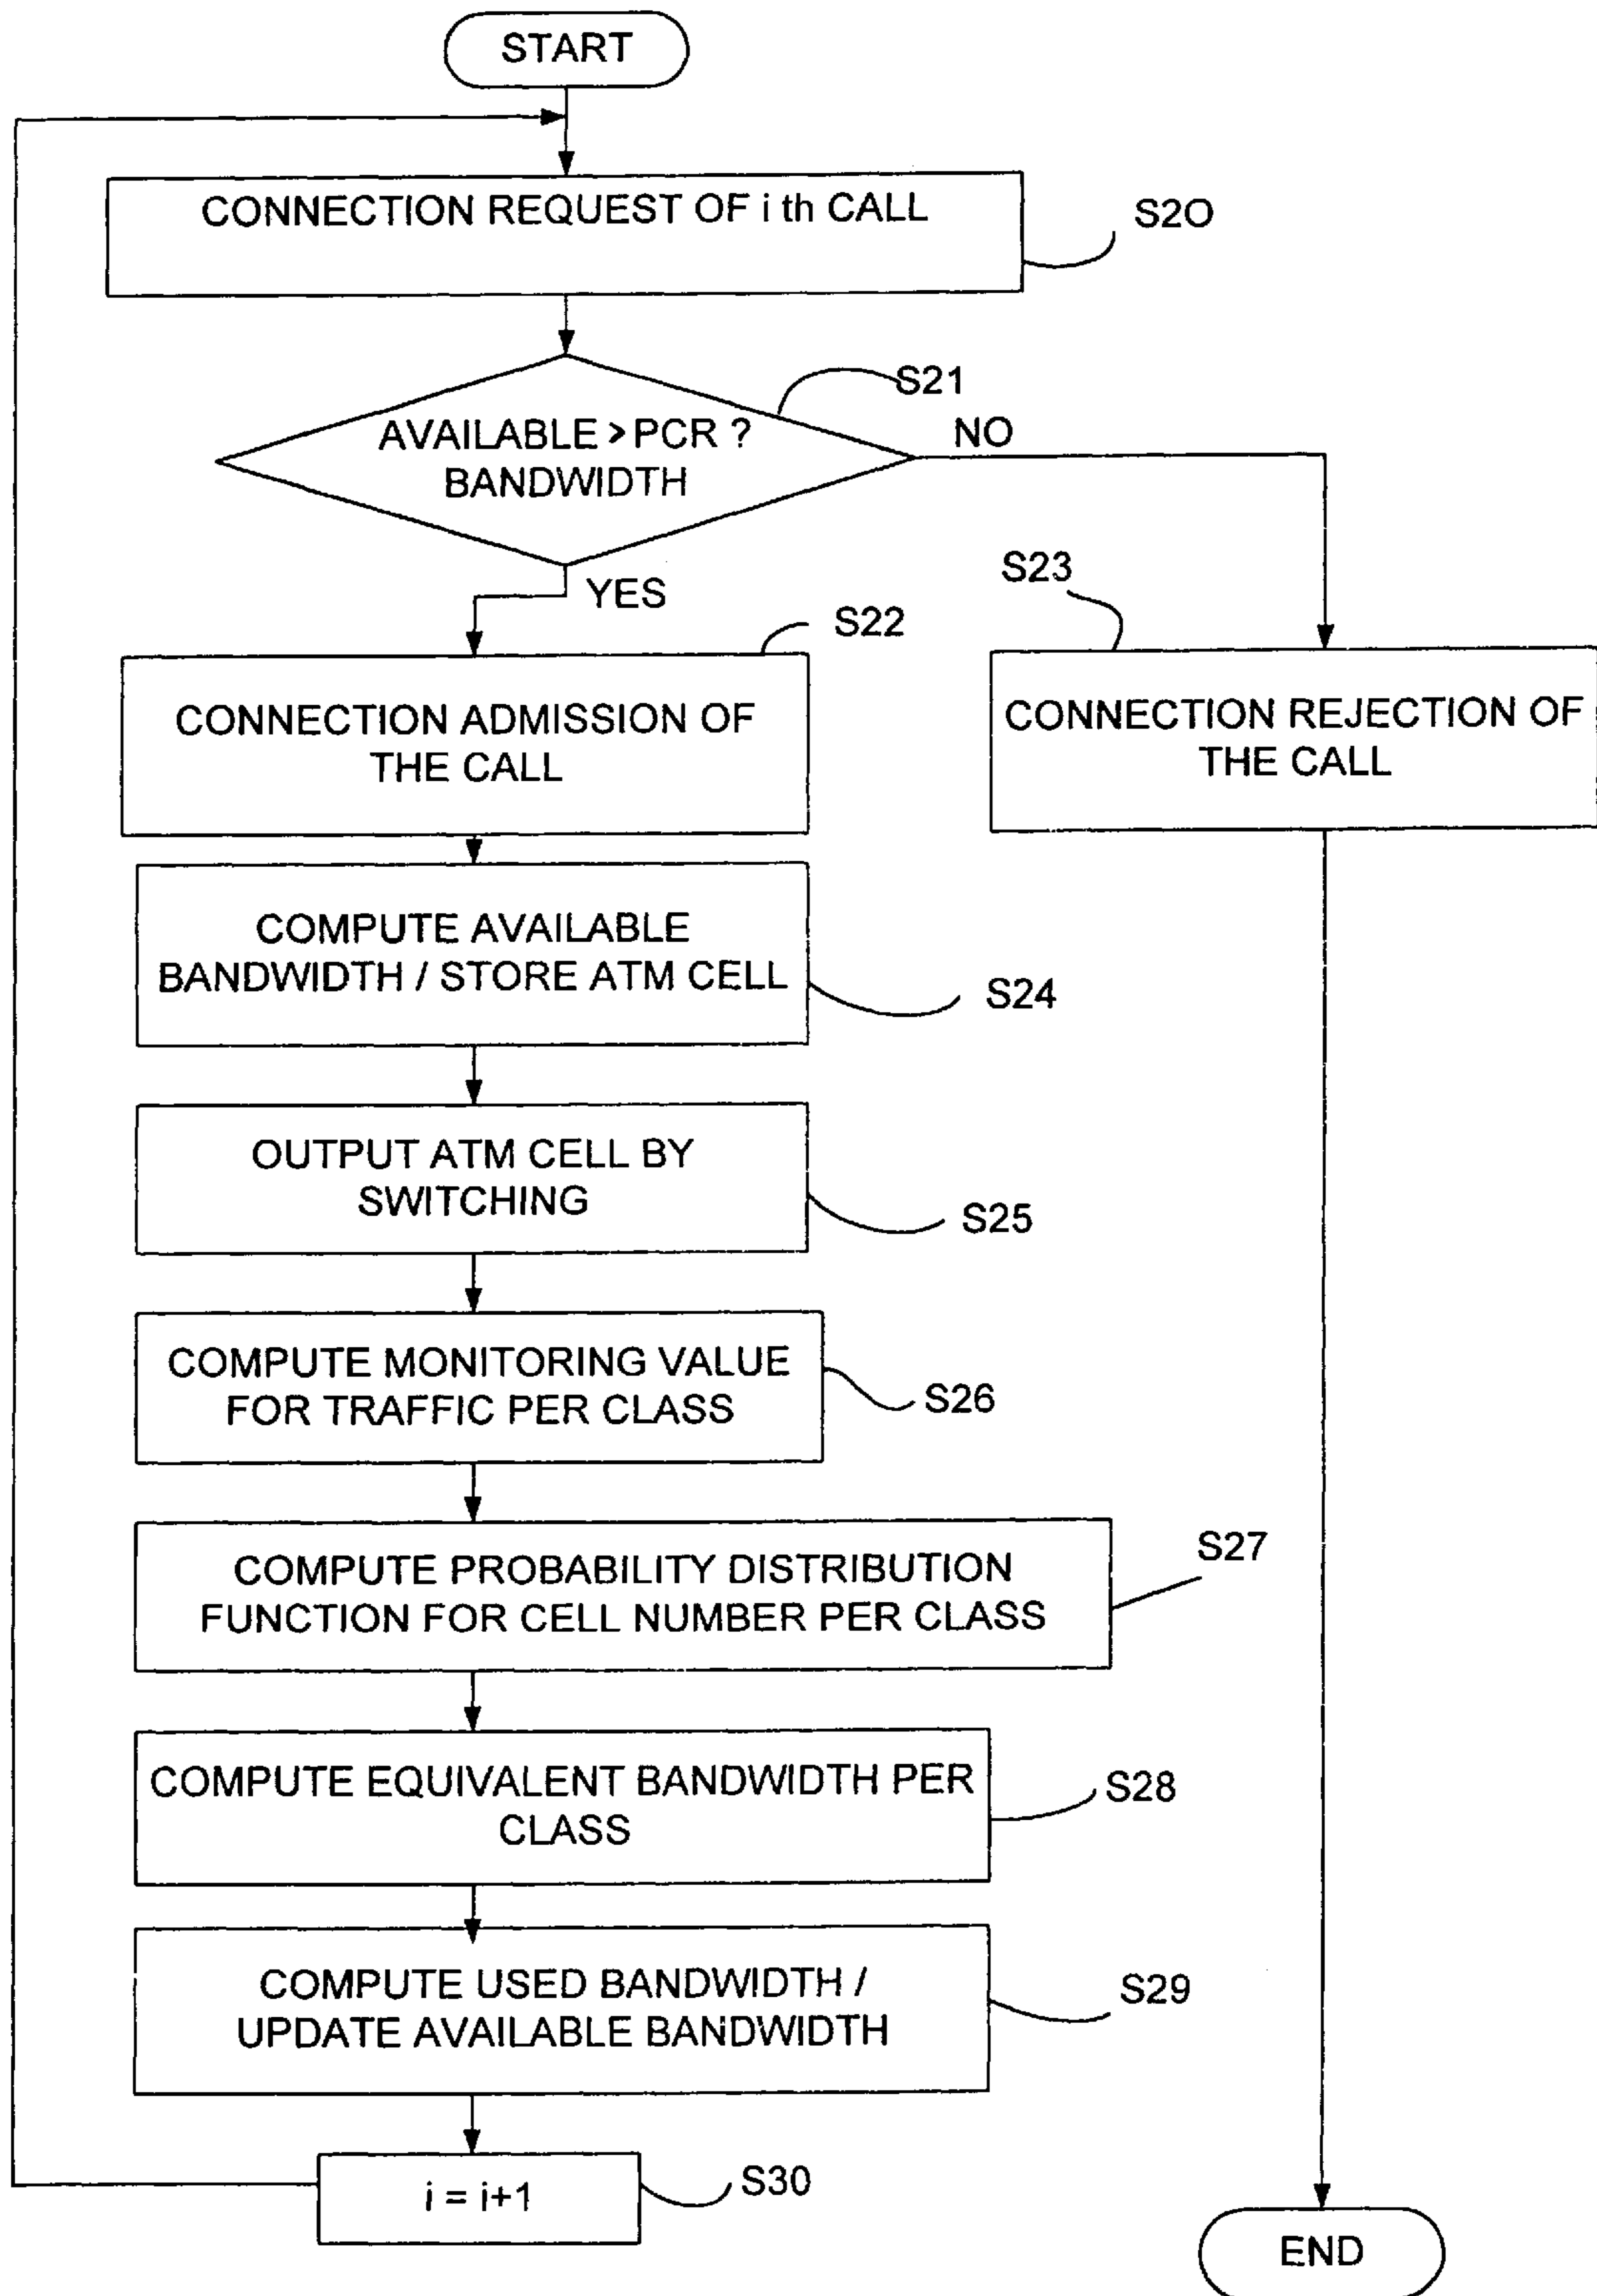 START
CONNECTION REQUEST OF i th CALL
S2O
S21
AVAILABLE > PCR ?
BANDWIDTH
NO
YES
S23
S22
CONNECTION ADMISSION OF
THE CALL
CONNECTION REJECTION OF
THE CALL
COMPUTE AVAILABLE
BANDWIDTH / STORE ATM CELL
S24
OUTPUT ATM CELL BY
SWITCHING
S25
COMPUTE MONITORING VALUE
FOR TRAFFIC PER CLASS
S26
COMPUTE PROBABILITY DISTRIBUTION
FUNCTION FOR CELL NUMBER PER CLASS
S27
COMPUTE EQUIVALENT BANDWIDTH PER
CLASS
S28
COMPUTE USED BANDWIDTH /
UPDATE AVAILABLE BANDWIDTH
S29
i = i+1
S30
END